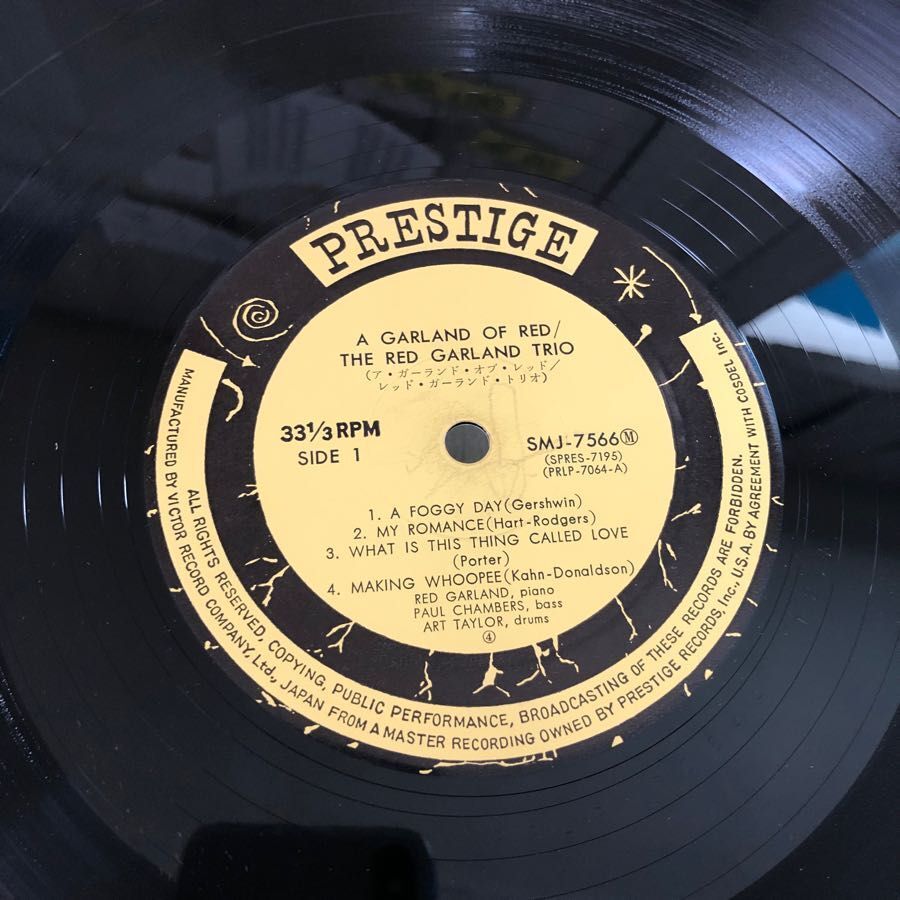 PRESTIGE
A GARLAND OF RED/
THE RED GARLAND TRIO
(ア・ガーランド・オブ・レッド/
レッド・ガーランド・トリオ)
33 1/3 RPM
SIDE 1
SMJ-7566 Ⓜ
(SPRES-7195)
(PRLP-7064-A)
1. A FOGGY DAY (Gershwin)
2. MY ROMANCE (Hart-Rodgers)
3. WHAT IS THIS THING CALLED LOVE
(Porter)
4. MAKING WHOOPEE (Kahn-Donaldson)
RED GARLAND, piano
PAUL CHAMBERS, bass
ART TAYLOR, drums
④
ALL RIGHTS RESERVED. COPYING, PUBLIC PERFORMANCE, BROADCASTING OF THESE RECORDS ARE FORBIDDEN.
MANUFACTURED BY VICTOR RECORD COMPANY, Ltd., JAPAN FROM A MASTER RECORDING OWNED BY PRESTIGE RECORDS, Inc., U.S.A. BY AGREEMENT WITH COSDEL Inc.